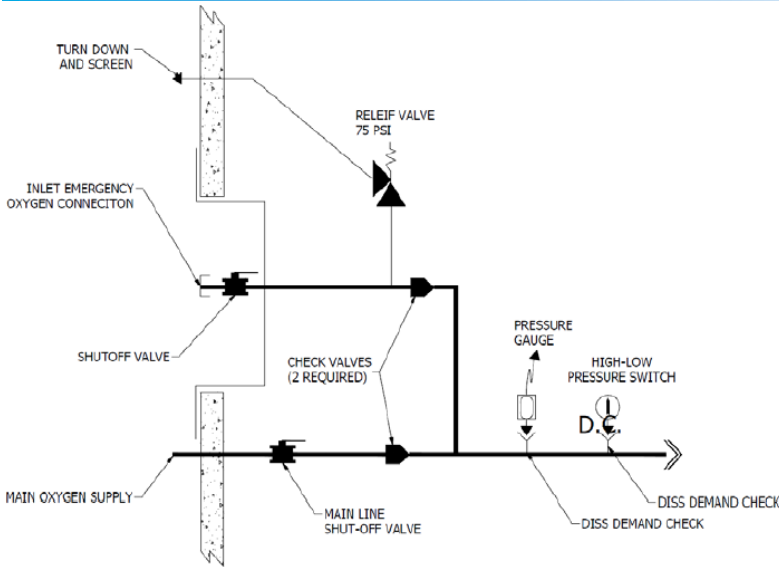 TURN DOWN
AND SCREEN
RELEIF VALVE
75 PSI
INLET EMERGENCY
OXYGEN CONNECITON
SHUTOFF VALVE
CHECK VALVES
(2 REQUIRED)
PRESSURE
GAUGE
HIGH-LOW
PRESSURE SWITCH
D.C.
MAIN OXYGEN SUPPLY
MAIN LINE
SHUT-OFF VALVE
DISS DEMAND CHECK
DISS DEMAND CHECK